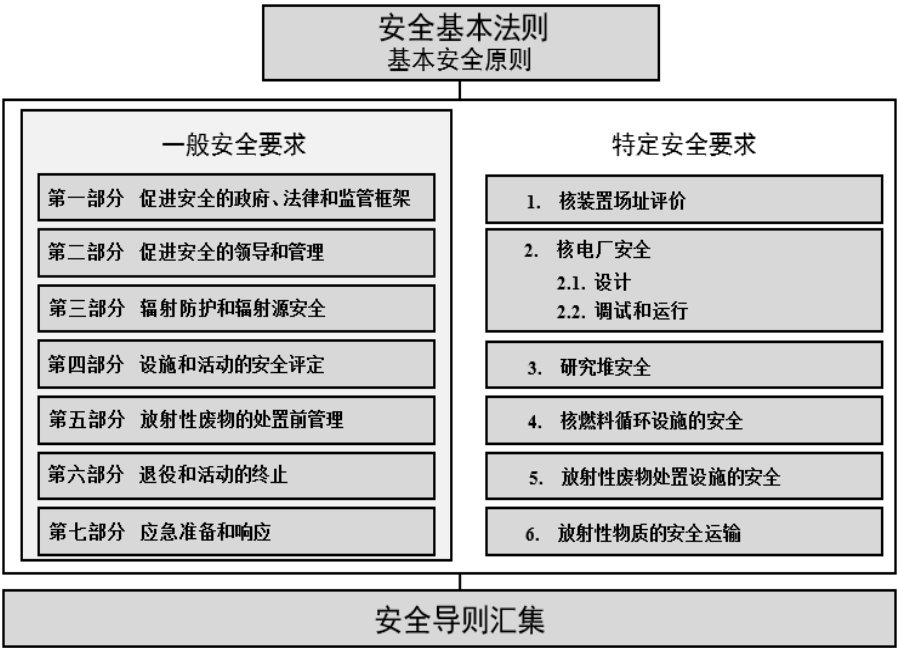 安全基本法则
基本安全原则
一般安全要求
第一部分 促进安全的政府、法律和监管框架
第二部分 促进安全的领导和管理
第三部分 辐射防护和辐射源安全
第四部分 设施和活动的安全评定
第五部分 放射性废物的处置前管理
第六部分 退役和活动的终止
第七部分 应急准备和响应
特定安全要求
1. 核装置场址评价
2. 核电厂安全
2.1. 设计
2.2. 调试和运行
3. 研究堆安全
4. 核燃料循环设施的安全
5. 放射性废物处置设施的安全
6. 放射性物质的安全运输
安全导则汇集